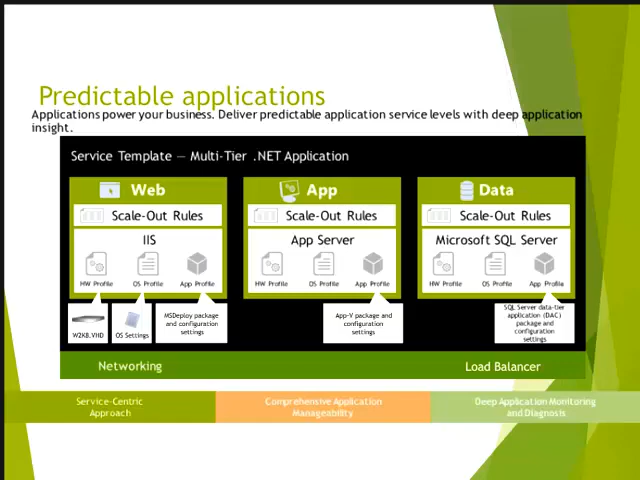 Predictable applications
Applications power your business. Deliver predictable application service levels with deep application
insight.
Service Template — Multi-Tier .NET Application
Web
Scale-Out Rules
IIS
HW Profile
OS Profile
App Profile
App
Scale-Out Rules
App Server
HW Profile
OS Profile
App Profile
Data
Scale-Out Rules
Microsoft SQL Server
HW Profile
OS Profile
App Profile
W2K8.VHD
OS Settings
MSDeploy package
and configuration
settings
App-V package and
configuration
settings
SQL Server data-tier
application (DAC)
package and
configuration
settings
Networking
Load Balancer
Service-Centric
Approach
Comprehensive Application
Manageability
Deep Application Monitoring
and Diagnosis